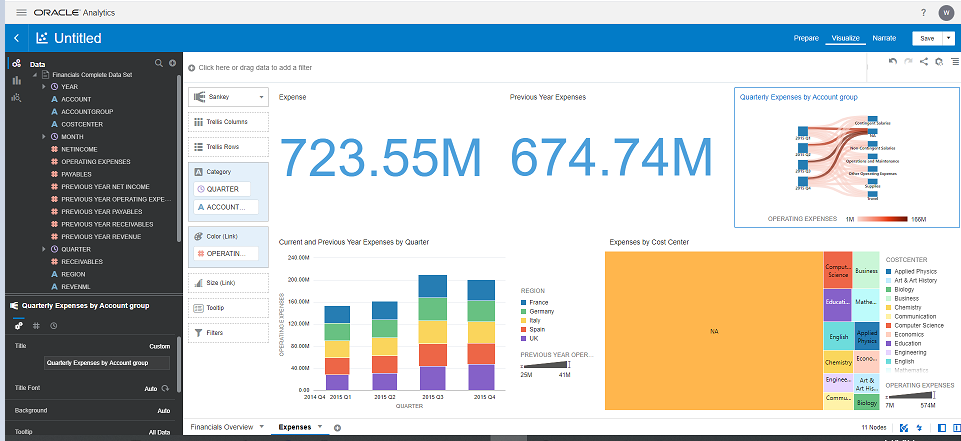 ORACLE Analytics
?
W
Untitled
Prepare Visualize Narrate Save
Data
Financials Complete Data Set
YEAR
ACCOUNT
ACCOUNTGROUP
COSTCENTER
MONTH
NETINCOME
OPERATING EXPENSES
PAYABLES
PREVIOUS YEAR NET INCOME
PREVIOUS YEAR OPERATING EXPE...
PREVIOUS YEAR PAYABLES
PREVIOUS YEAR RECEIVABLES
PREVIOUS YEAR REVENUE
QUARTER
RECEIVABLES
REGION
REVENML
Quarterly Expenses by Account group
Title Custom
Quarterly Expenses by Account group
Title Font Auto
Background Auto
Tooltip All Data
Click here or drag data to add a filter
Sankey
Trellis Columns
Trellis Rows
Category
QUARTER
ACCOUNT...
Color (Link)
OPERATIN...
Size (Link)
Tooltip
Filters
Expense
723.55M
Previous Year Expenses
674.74M
Quarterly Expenses by Account group
2015 Q1
2015 Q2
2015 Q3
2015 Q4
Contingent Salaries
NA
Non-Contingent Salaries
Operations and Maintenance
Other Operating Expenses
Supplies
Travel
OPERATING EXPENSES 1M 166M
Current and Previous Year Expenses by Quarter
OPERATING EXPENSES
240.00M
200.00M
160.00M
120.00M
80.00M
40.00M
0.00
2014 Q4 2015 Q1 2015 Q2 2015 Q3 2015 Q4
QUARTER
REGION
France
Germany
Italy
Spain
UK
PREVIOUS YEAR OPER...
25M 41M
Expenses by Cost Center
NA
Comput...
Science
Business
Educati...
Mathe...
English
Applied
Physics
Chemistry
Econo...
Enginee...
Art &
Art His...
Commu...
Biology
COSTCENTER
Applied Physics
Art & Art History
Biology
Business
Chemistry
Communication
Computer Science
Economics
Education
Engineering
English
Mathematics
OPERATING EXPENSES
7M 574M
Financials Overview Expenses
11 Nodes